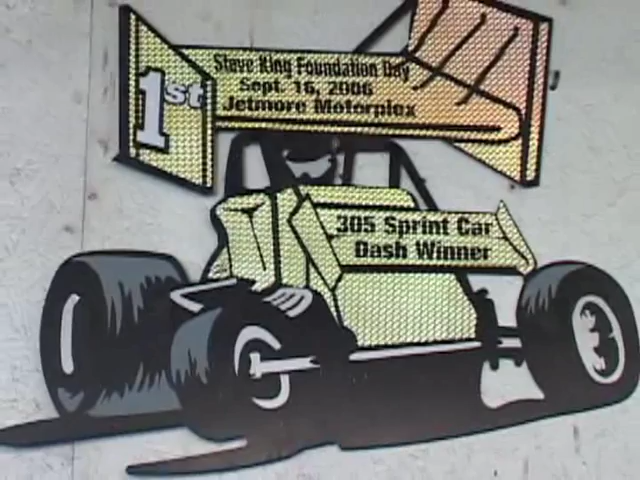 1st
Steve King Foundation Day
Sept. 16, 2006
Jetmore Motorplex
305 Sprint Car
Dash Winner